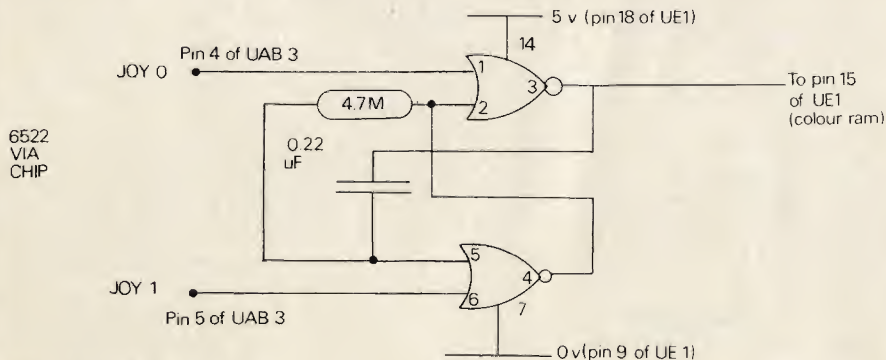 5 v (pin 18 of UE1)
14
Pin 4 of UAB 3
JOY 0
1
3
2
To pin 15
of UE1
(colour ram)
4.7M
6522
VIA
CHIP
0.22
uF
5
4
6
7
JOY 1
Pin 5 of UAB 3
0 v(pin 9 of UE 1)